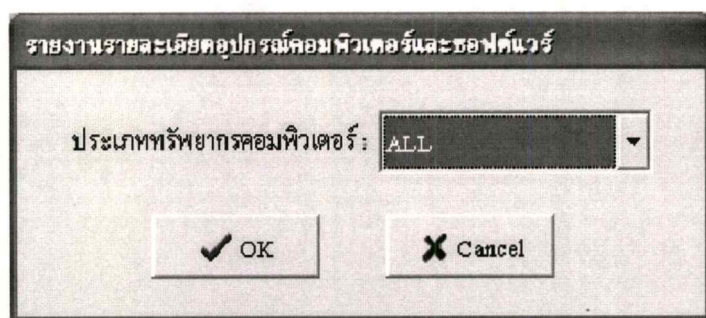 รายงานรายละเอียดอุปกรณ์คอมพิวเตอร์และซอฟต์แวร์
ประเภททรัพยากรคอมพิวเตอร์ : ALL
OK Cancel